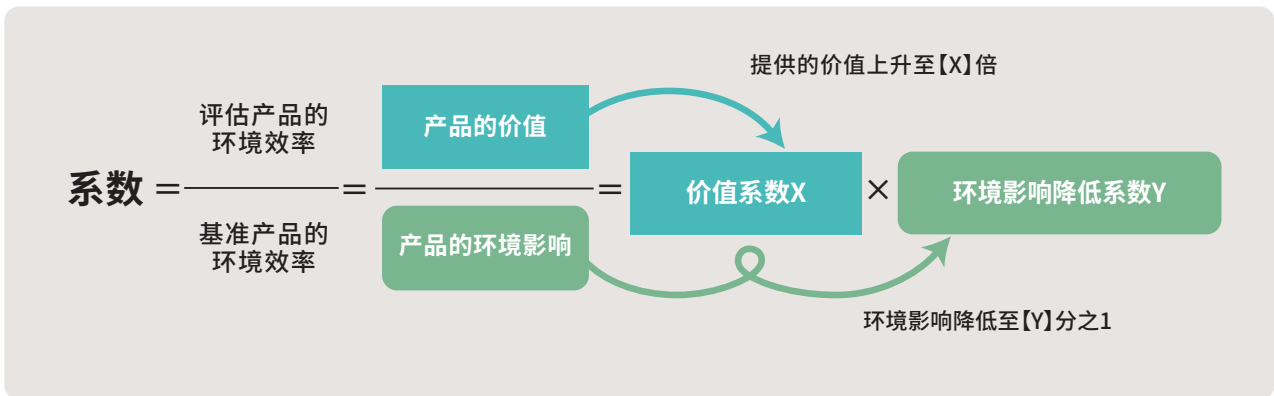 提供的价值上升至【X】倍
评估产品的
环境效率
产品的价值
系数 = = = 价值系数X × 环境影响降低系数Y
基准产品的
环境效率
产品的环境影响
环境影响降低至【Y】分之1